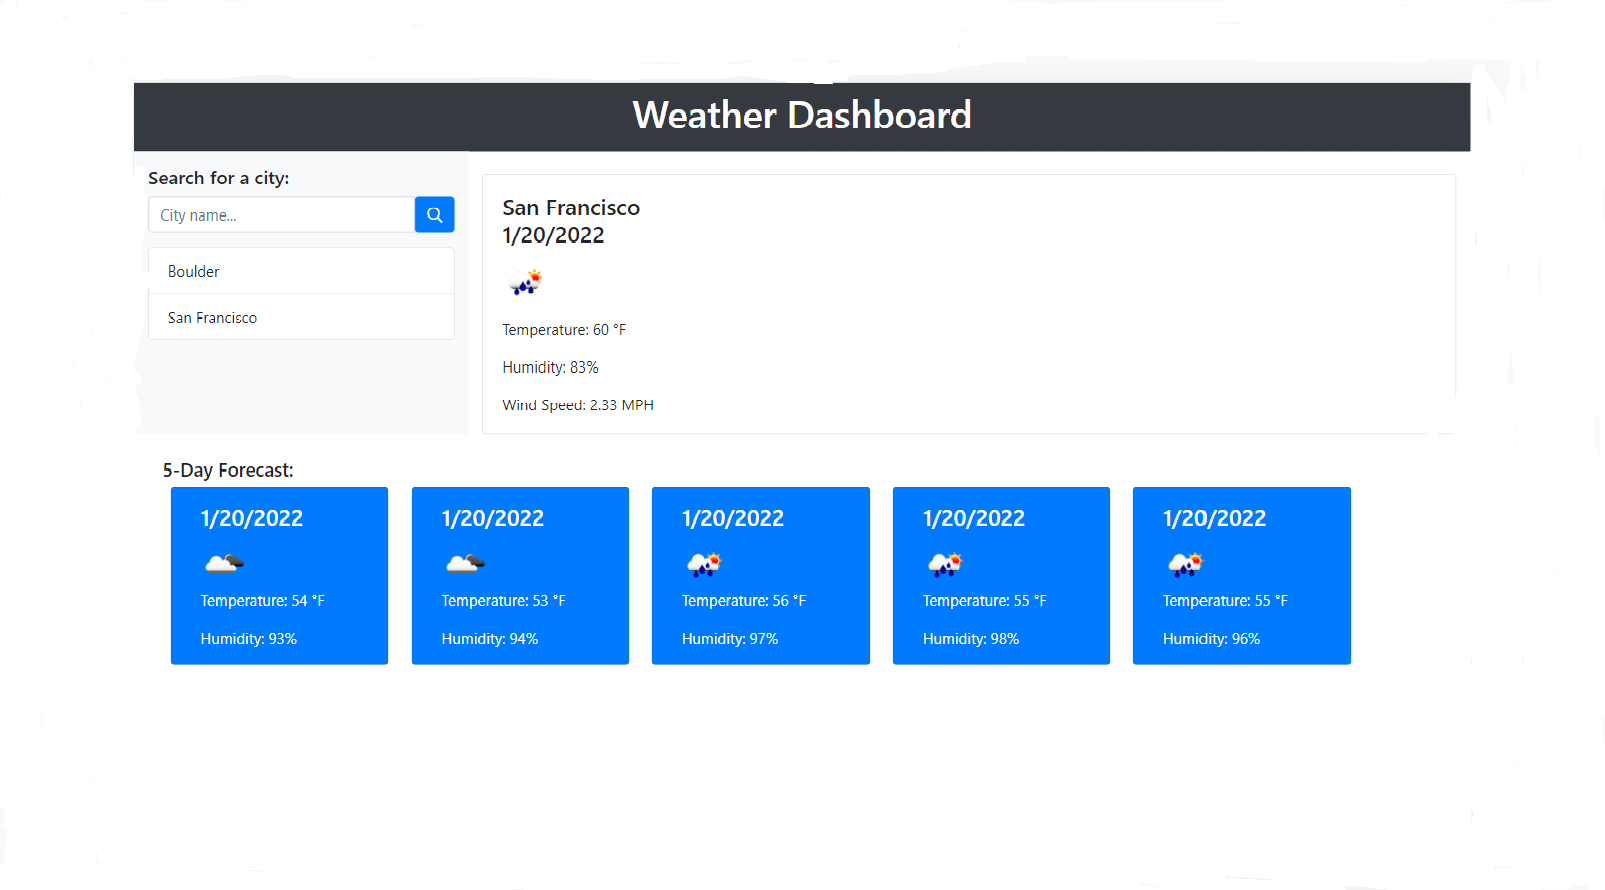 Weather Dashboard
Search for a city:
City name...
Boulder
San Francisco
San Francisco
1/20/2022
Temperature: 60 °F
Humidity: 83%
Wind Speed: 2.33 MPH
5-Day Forecast:
1/20/2022
Temperature: 54 °F
Humidity: 93%
1/20/2022
Temperature: 53 °F
Humidity: 94%
1/20/2022
Temperature: 56 °F
Humidity: 97%
1/20/2022
Temperature: 55 °F
Humidity: 98%
1/20/2022
Temperature: 55 °F
Humidity: 96%